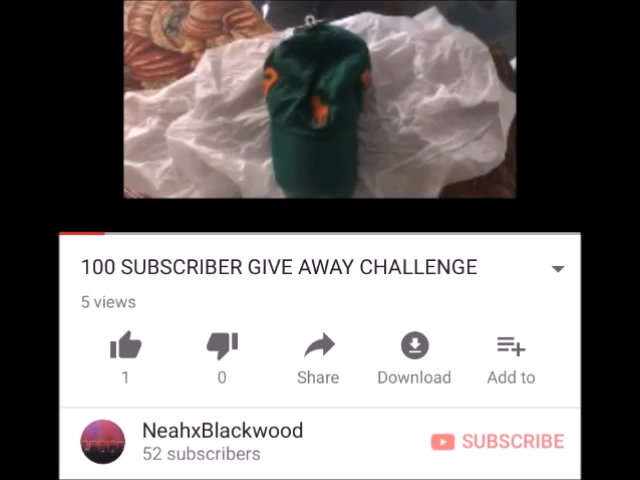 100 SUBSCRIBER GIVE AWAY CHALLENGE
5 views
1
0
Share
Download
Add to
NeahxBlackwood
52 subscribers
SUBSCRIBE